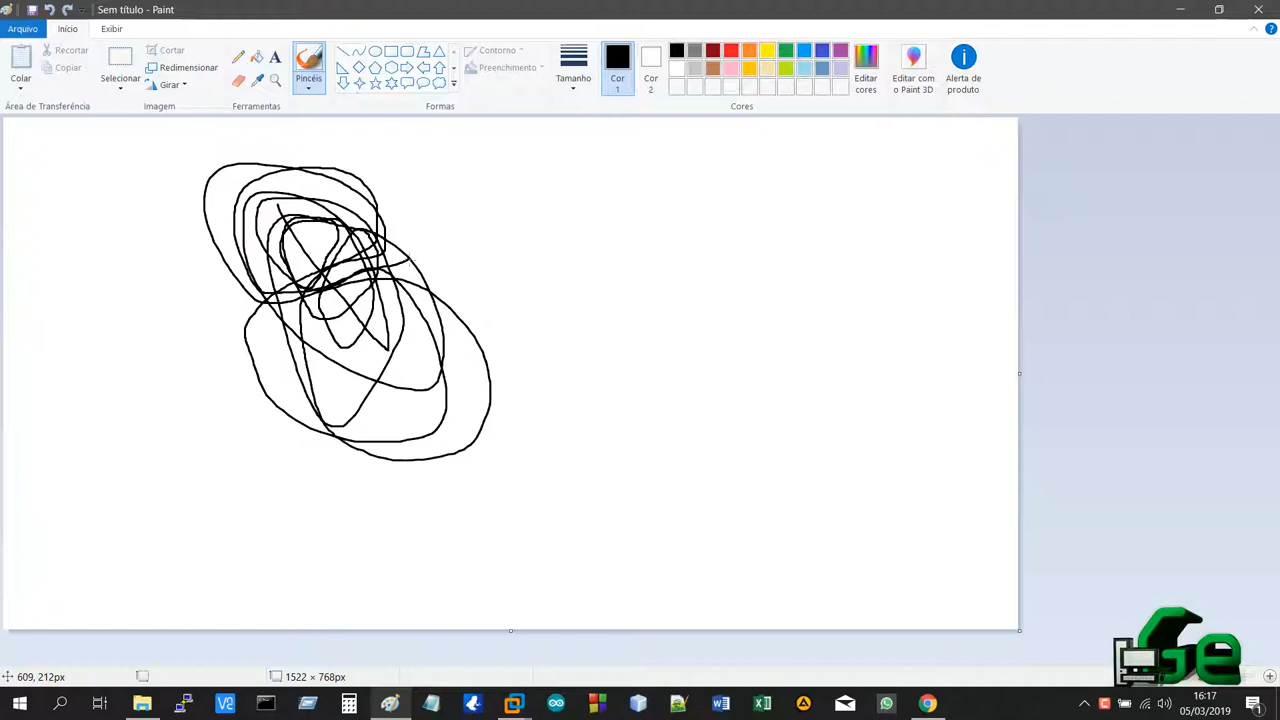 Sem título - Paint
Arquivo Início Exibir
Colar
Recortar
Copiar
Área de Transferência
Selecionar
Cortar
Redimensionar
Girar
Imagem
A
Ferramentas
Pincéis
Formas
Contorno
Preenchimento
Tamanho
Cor 1
Cor 2
Editar cores
Cores
Editar com o Paint 3D
Alerta de produto
609, 212px
1522 × 768px
Ge
16:17
05/03/2019